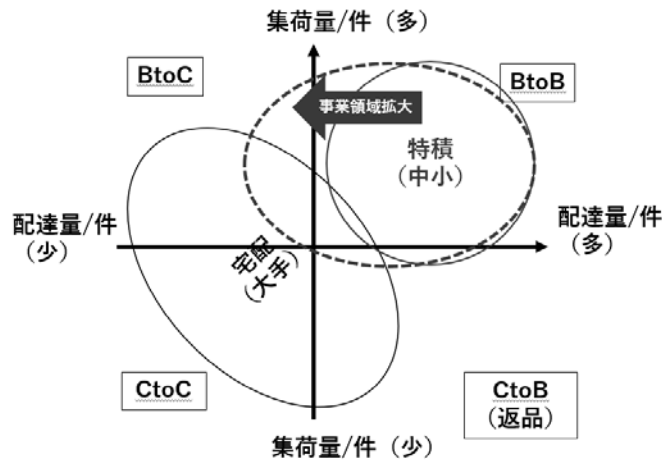 集荷量/件（多）
BtoC
BtoB
事業領域拡大
特積
（中小）
配達量/件
（少）
配達量/件
（多）
宅配
（大手）
CtoC
CtoB
（返品）
集荷量/件（少）